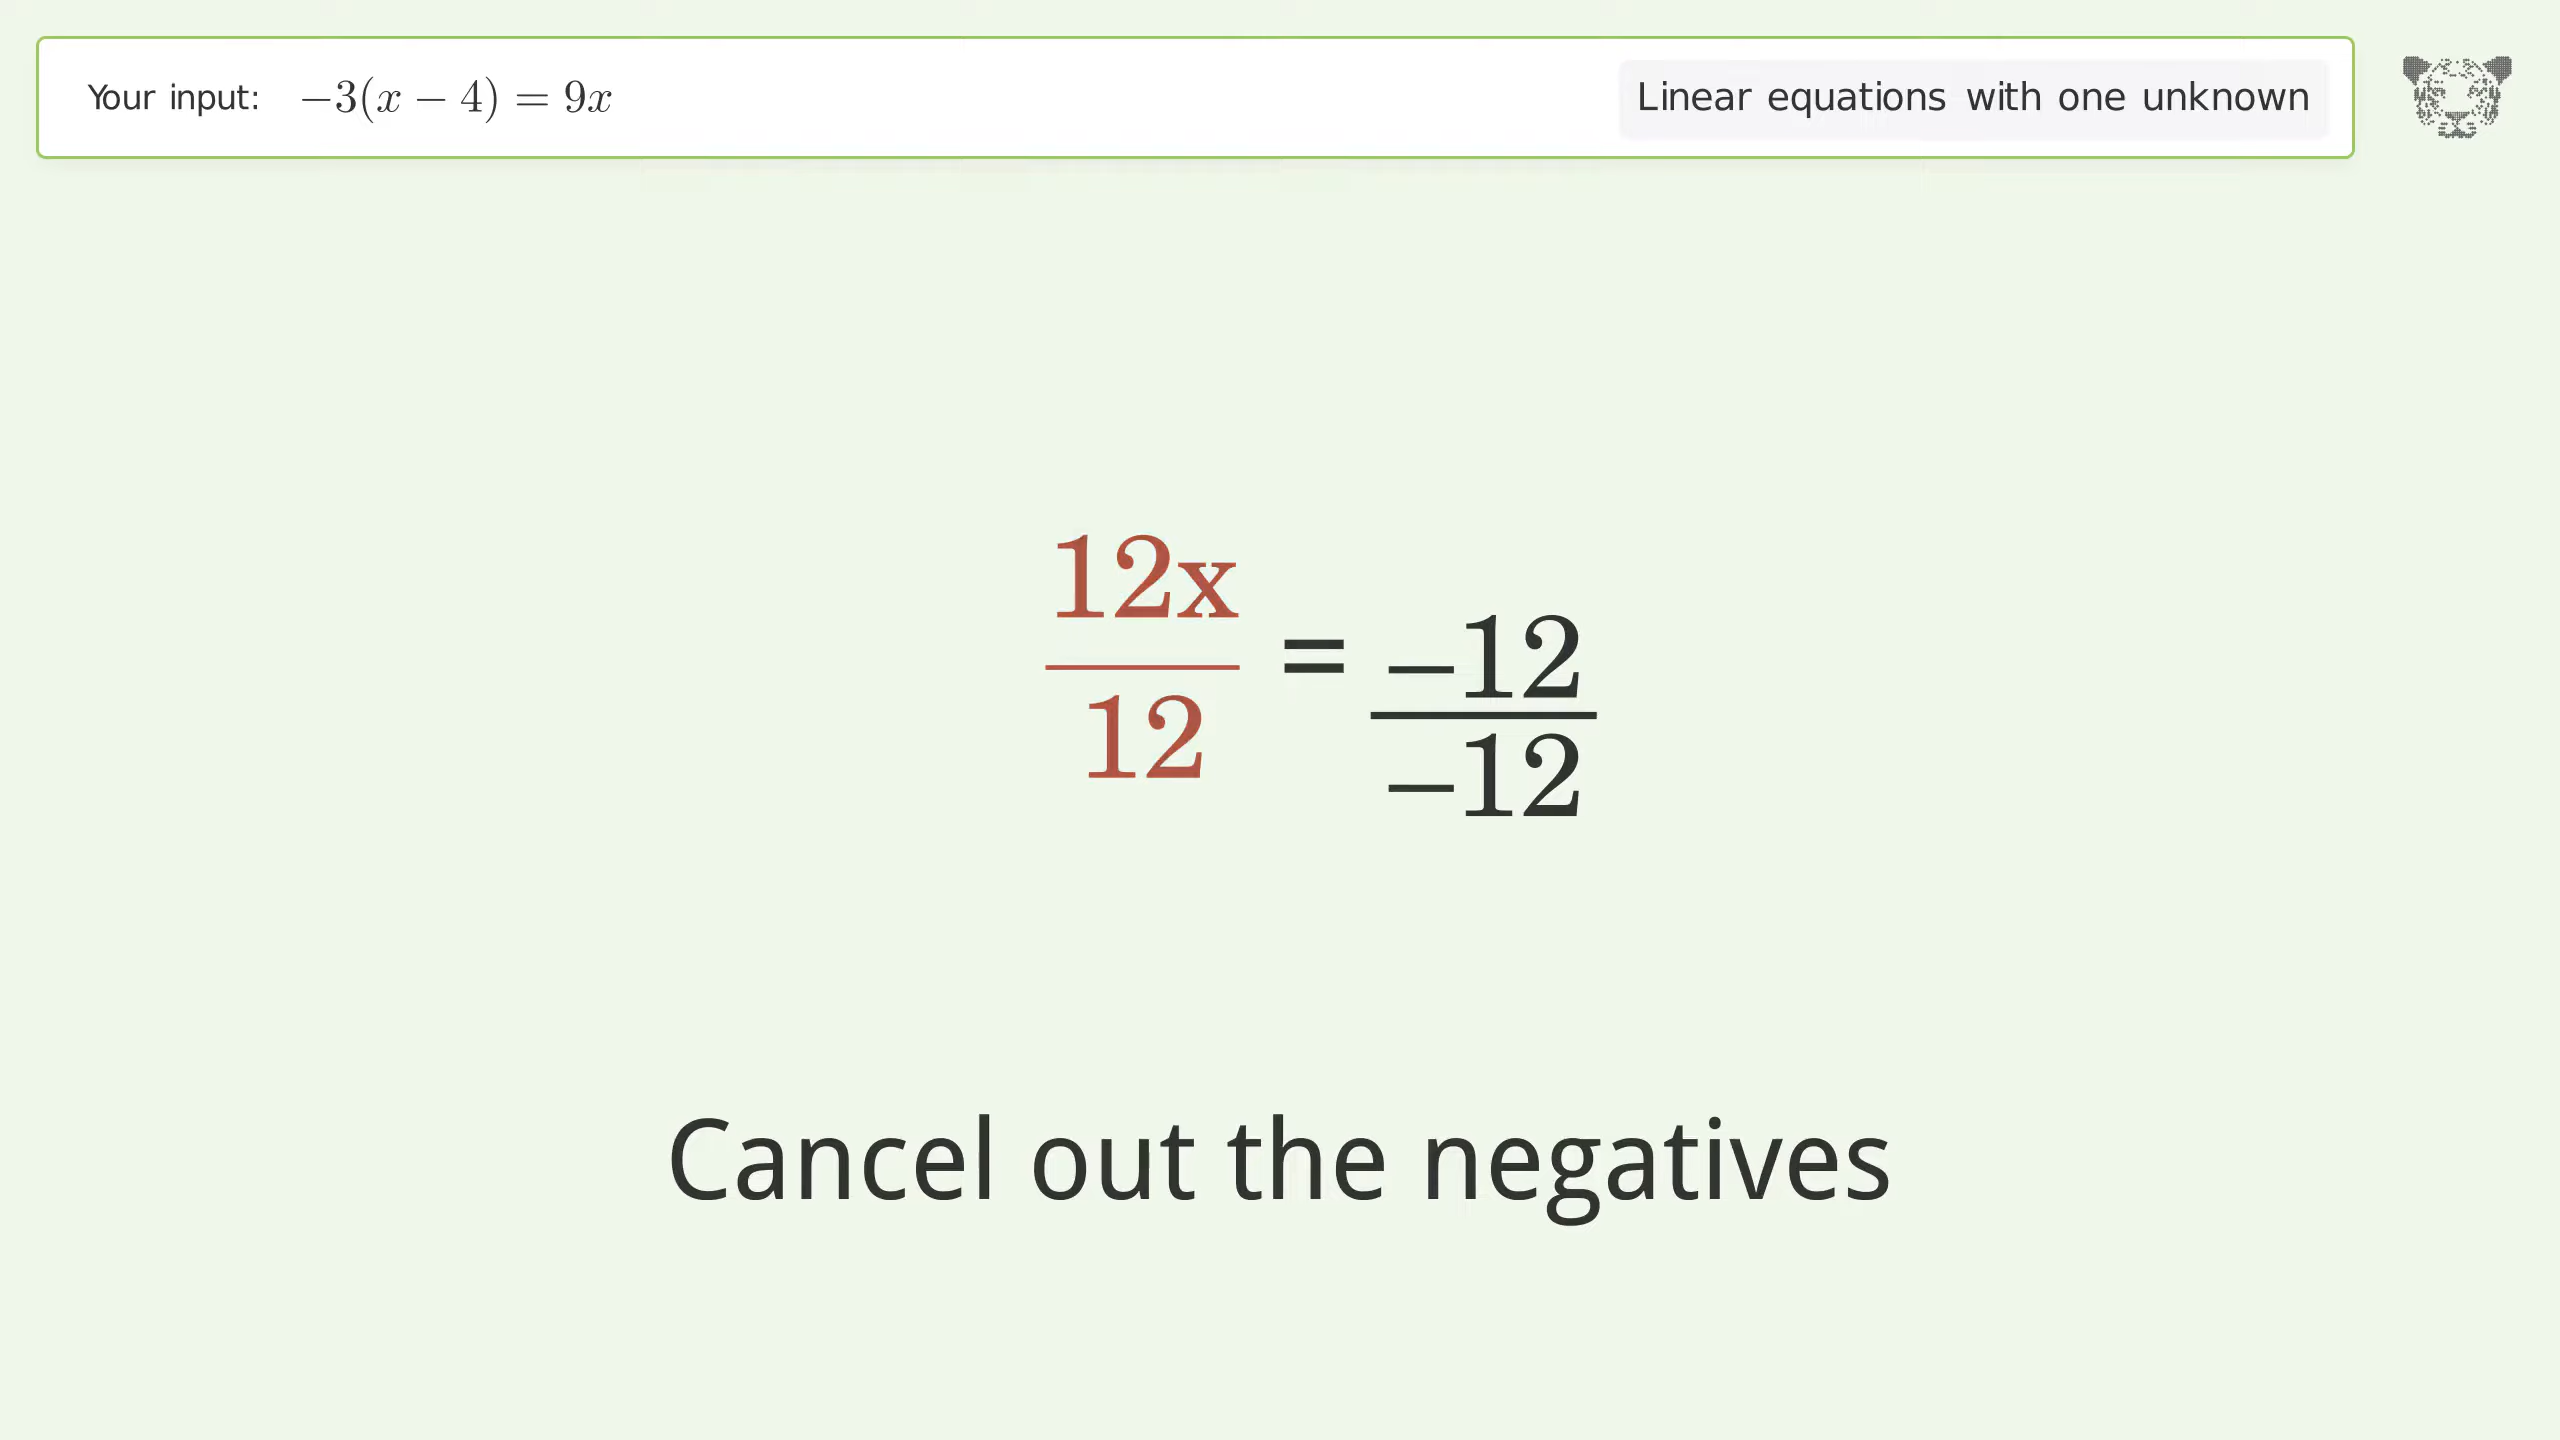 Your input: −3(x − 4) = 9x
Linear equations with one unknown
12x/12 = −12/−12
Cancel out the negatives